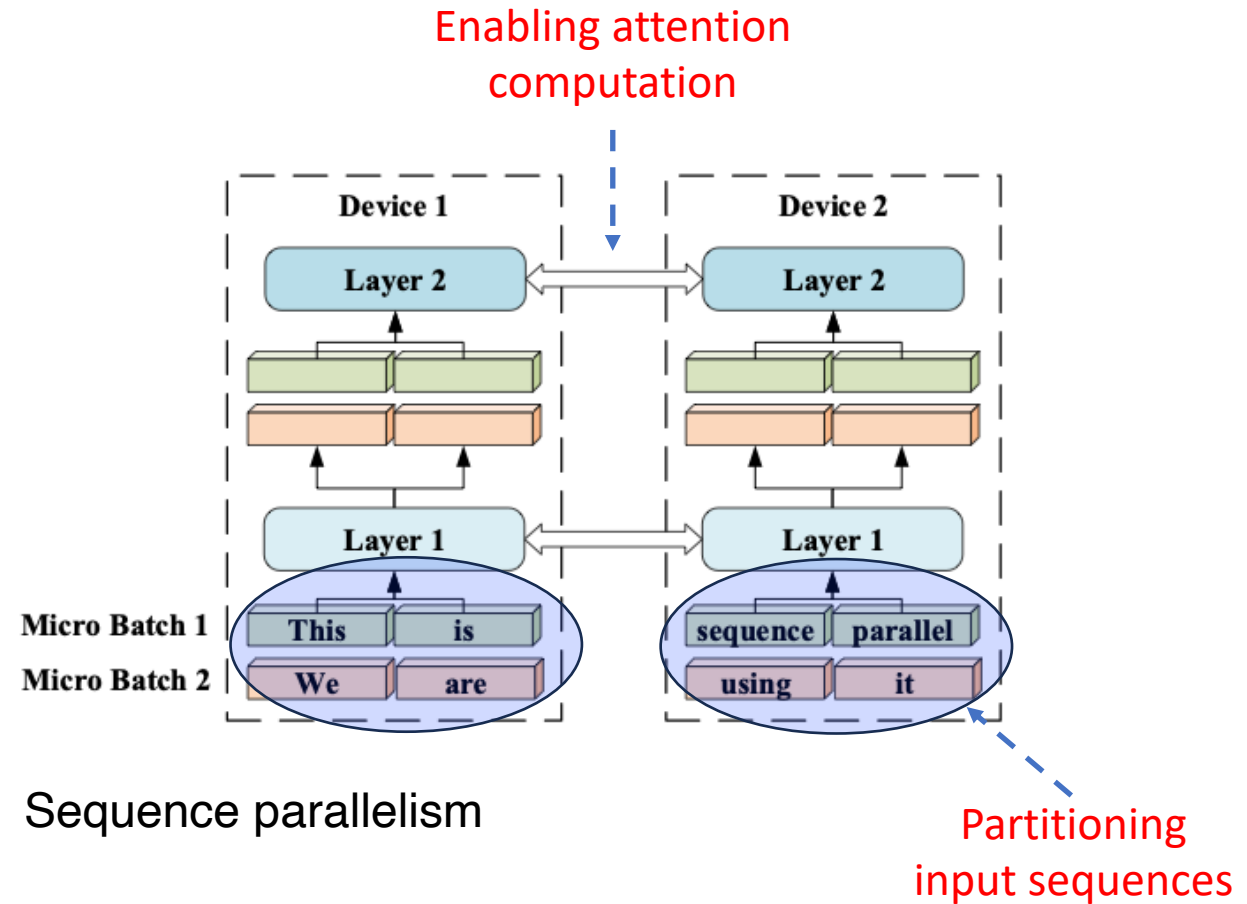 Enabling attention
computation
Device 1
Device 2
Layer 2
Layer 2
Layer 1
Layer 1
Micro Batch 1
This
is
sequence
parallel
Micro Batch 2
We
are
using
it
Sequence parallelism
Partitioning
input sequences